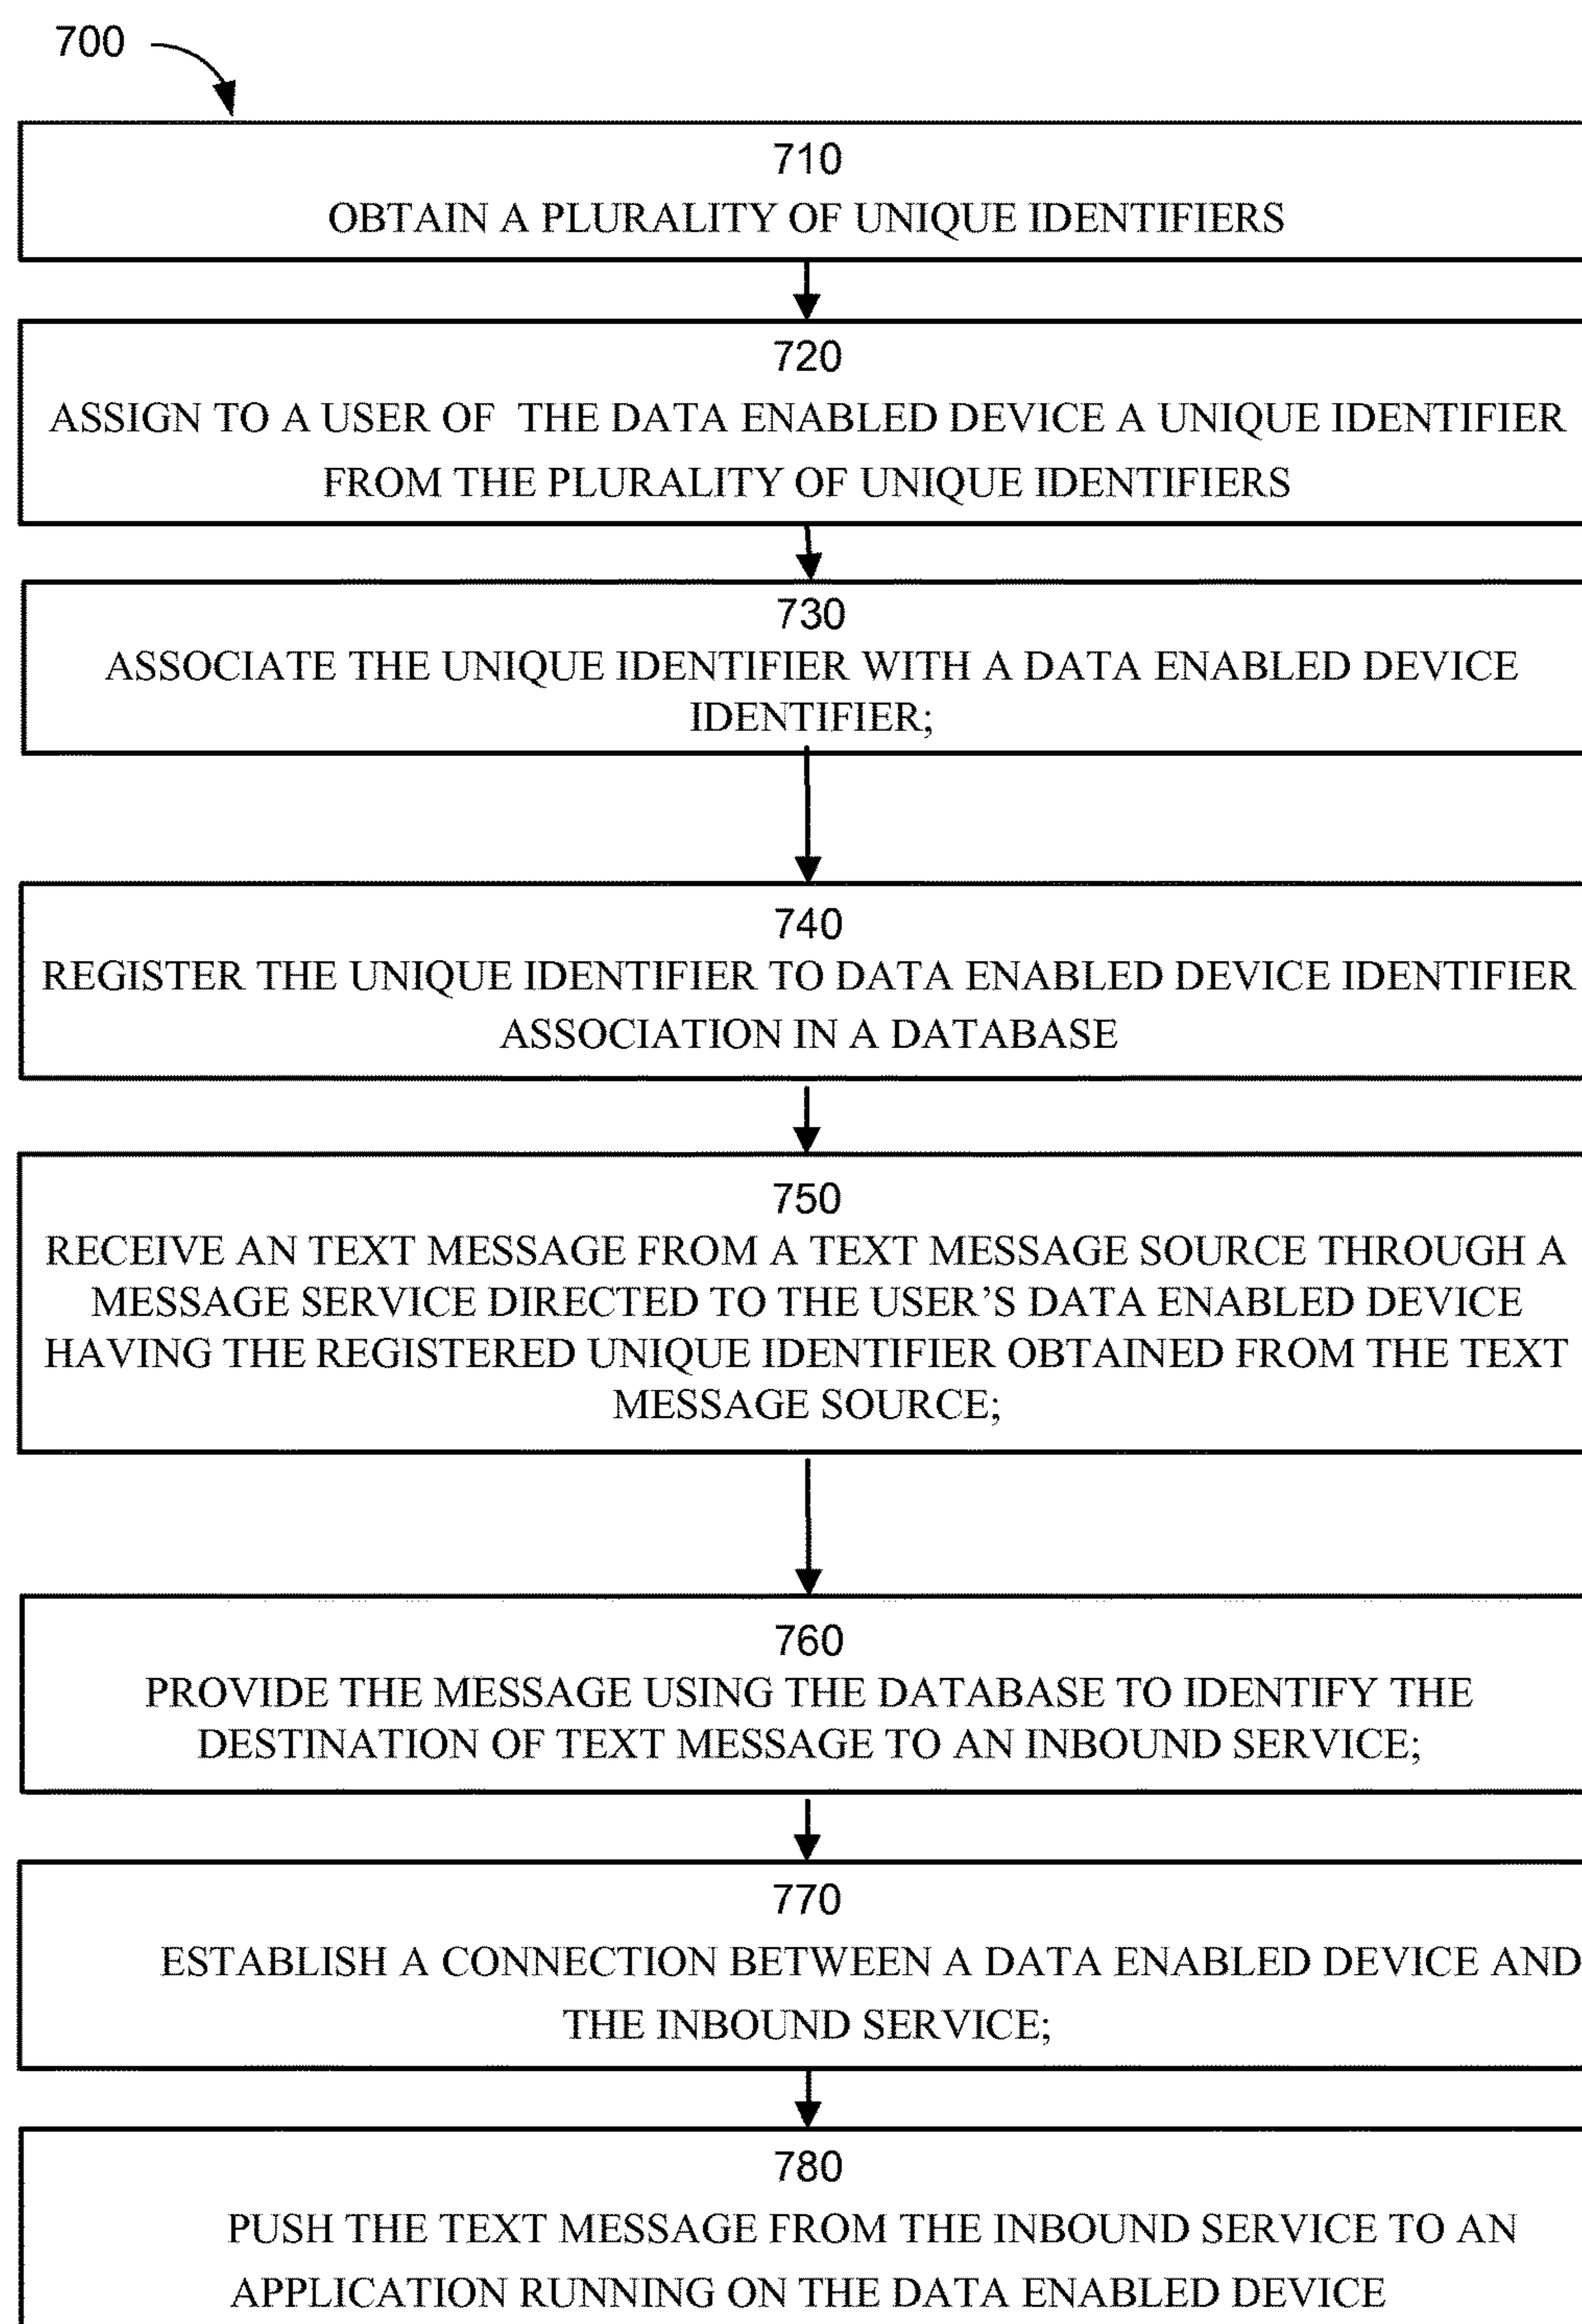 700
710
OBTAIN A PLURALITY OF UNIQUE IDENTIFIERS
720
ASSIGN TO A USER OF THE DATA ENABLED DEVICE A UNIQUE IDENTIFIER
FROM THE PLURALITY OF UNIQUE IDENTIFIERS
730
ASSOCIATE THE UNIQUE IDENTIFIER WITH A DATA ENABLED DEVICE
IDENTIFIER;
740
REGISTER THE UNIQUE IDENTIFIER TO DATA ENABLED DEVICE IDENTIFIER
ASSOCIATION IN A DATABASE
750
RECEIVE AN TEXT MESSAGE FROM A TEXT MESSAGE SOURCE THROUGH A
MESSAGE SERVICE DIRECTED TO THE USER'S DATA ENABLED DEVICE
HAVING THE REGISTERED UNIQUE IDENTIFIER OBTAINED FROM THE TEXT
MESSAGE SOURCE;
760
PROVIDE THE MESSAGE USING THE DATABASE TO IDENTIFY THE
DESTINATION OF TEXT MESSAGE TO AN INBOUND SERVICE;
770
ESTABLISH A CONNECTION BETWEEN A DATA ENABLED DEVICE AND
THE INBOUND SERVICE;
780
PUSH THE TEXT MESSAGE FROM THE INBOUND SERVICE TO AN
APPLICATION RUNNING ON THE DATA ENABLED DEVICE